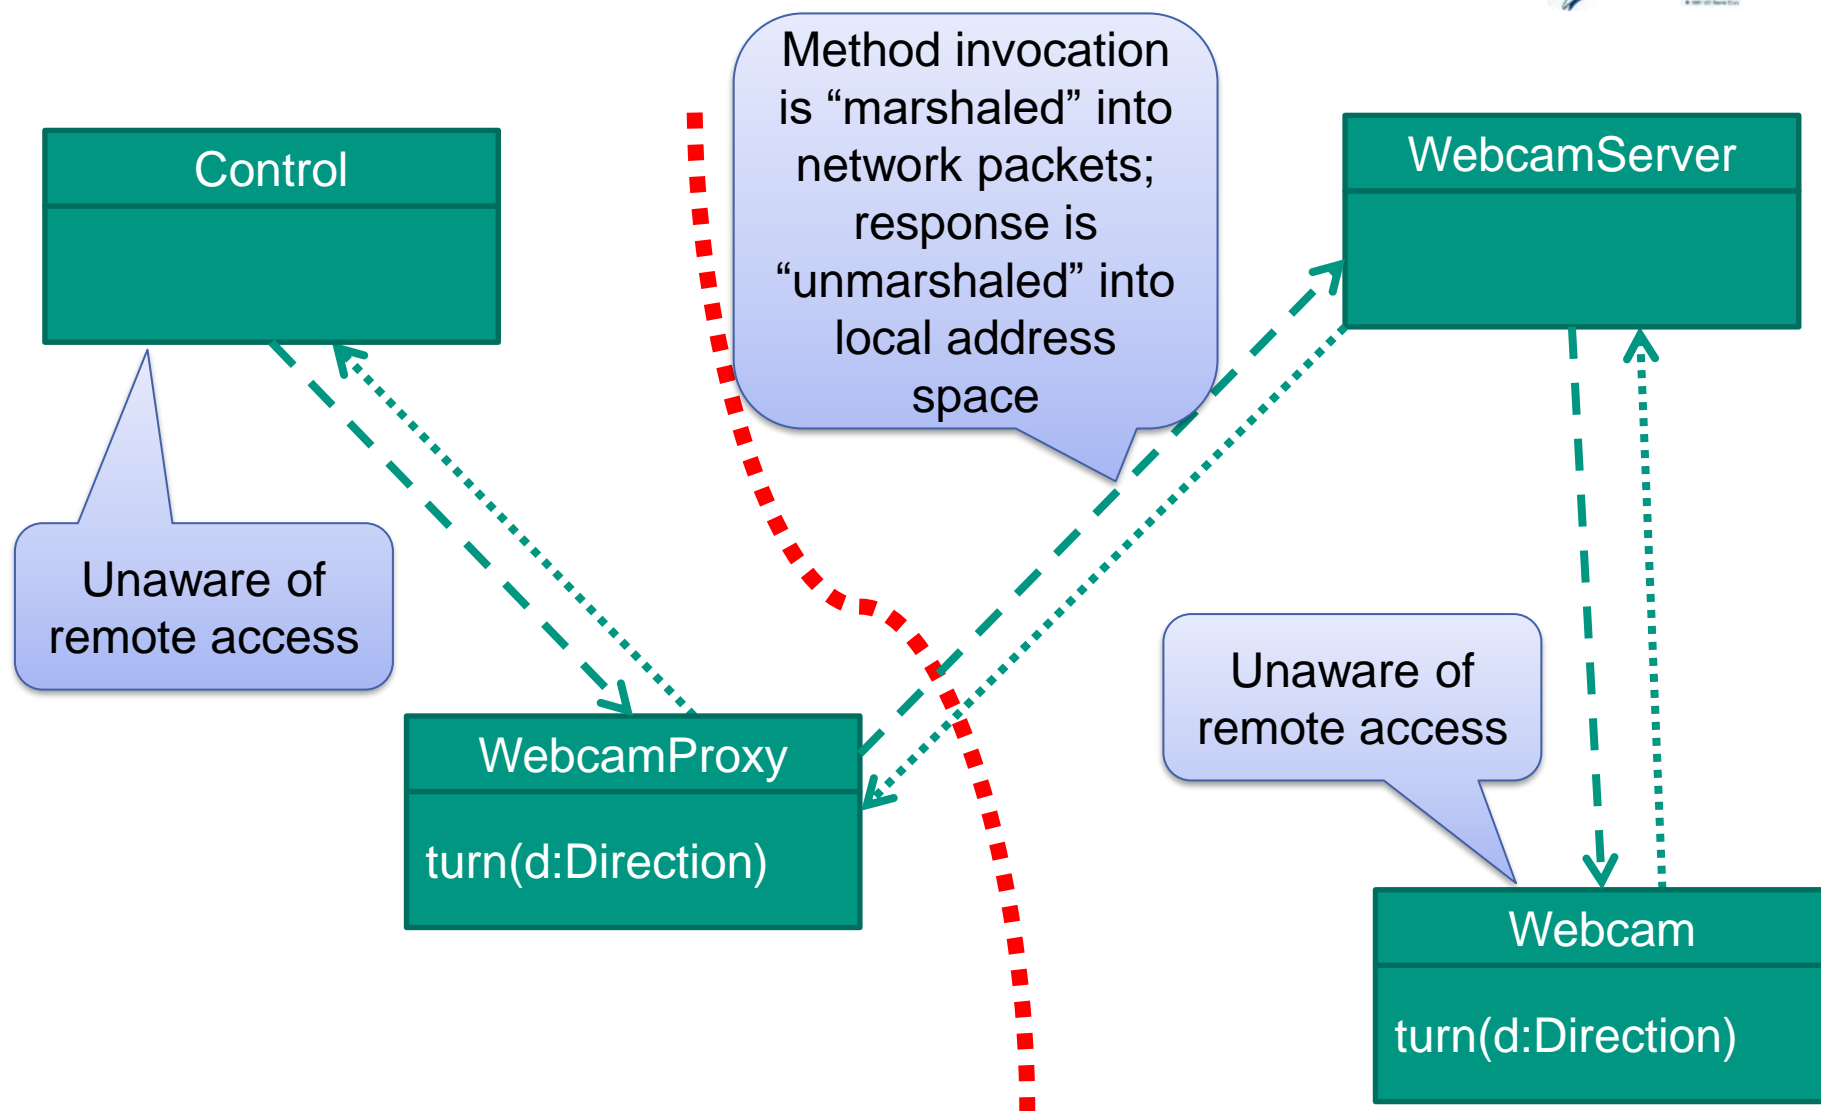 Method invocation
is “marshaled” into
network packets;
response is
“unmarshaled” into
local address
space
Control
WebcamServer
Unaware of
remote access
Unaware of
remote access
WebcamProxy
turn(d:Direction)
Webcam
turn(d:Direction)